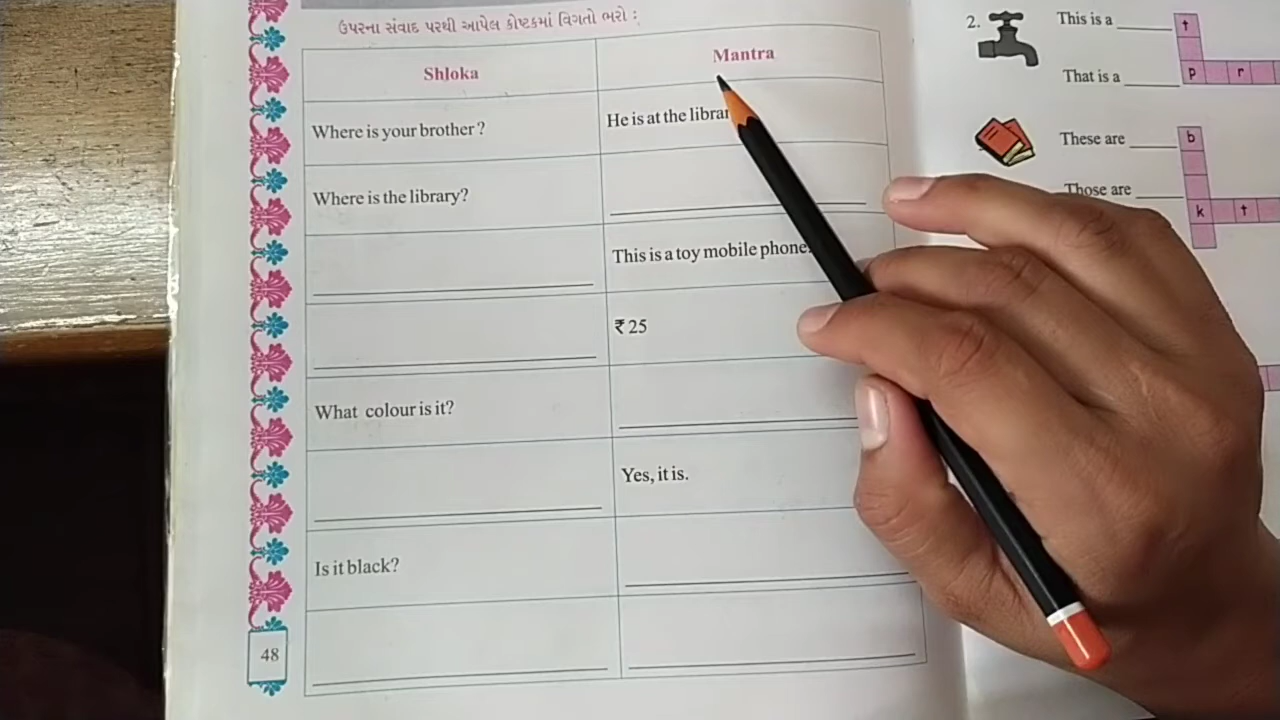 ઉપરના સંવાદ પરથી આપેલ કોષ્ટકમાં વિગતો ભરો :
Shloka Mantra
Where is your brother ? He is at the
Where is the library?
This is a toy mobile phone.
₹ 25
What colour is it?
Yes, it is.
Is it black?
48
2. This is a
t
That is a
p r
These are
b
Those are
k t